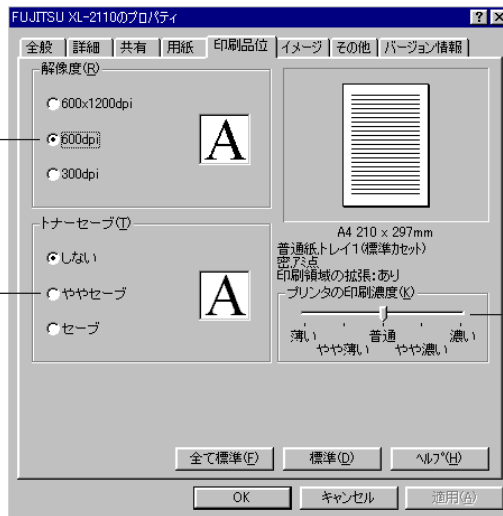 FUJITSU XL-2110のプロパティ
全般 詳細 共有 用紙 印刷品位 イメージ その他 バージョン情報
解像度(R)
600x1200dpi
600dpi
300dpi
A
A4 210 x 297mm
普通紙,トレイ1(標準カセット)
密アミ点
印刷領域の拡張:あり
トナーセーブ(T)
しない
ややセーブ
セーブ
A
プリンタの印刷濃度(K)
薄い 普通 濃い
やや薄い やや濃い
全て標準(F) 標準(D) ヘルプ(H)
OK キャンセル 適用(A)